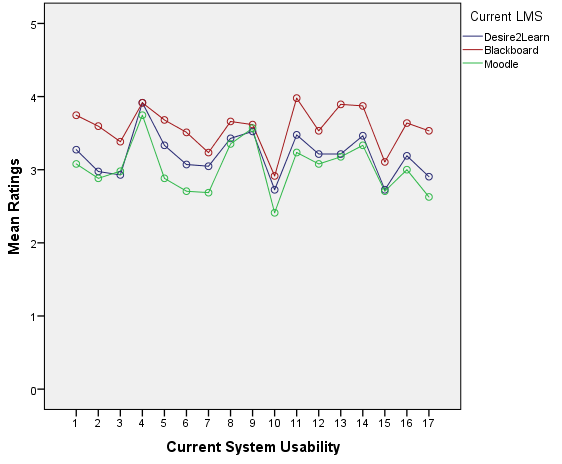 Current LMS
Desire2Learn
Blackboard
Moodle
Mean Ratings
5
4
3
2
1
0
1 2 3 4 5 6 7 8 9 10 11 12 13 14 15 16 17
Current System Usability